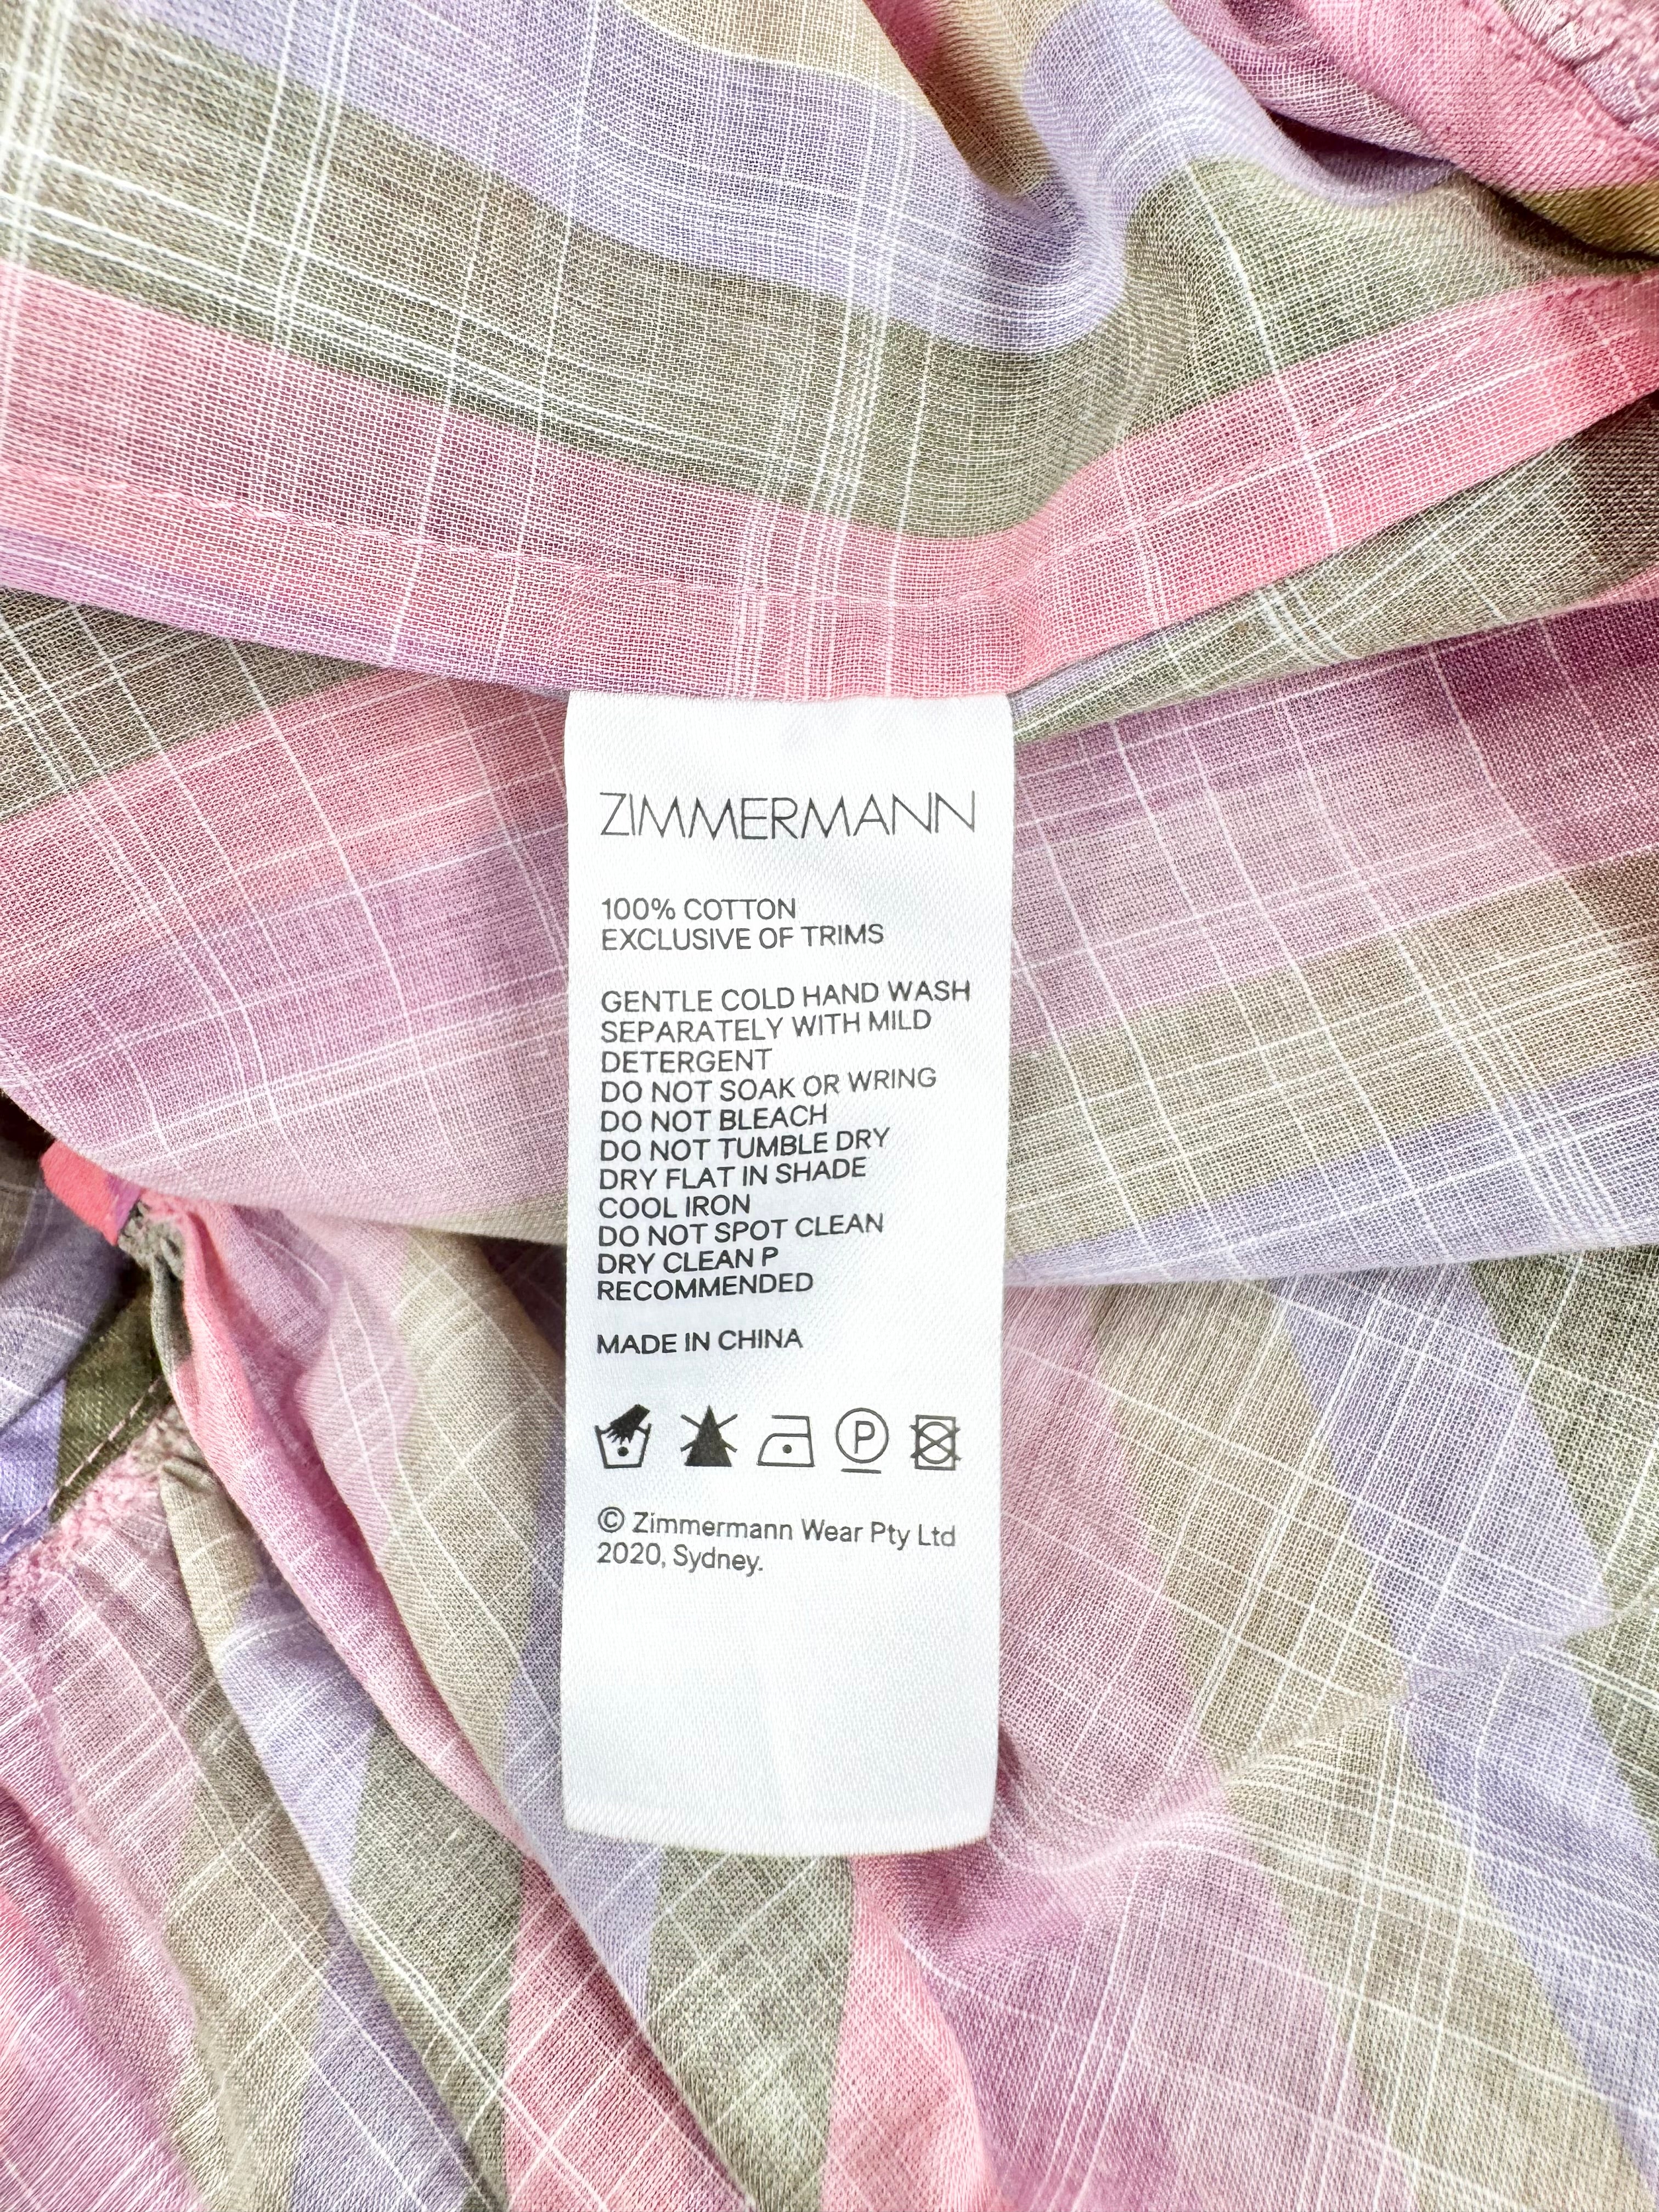 ZIMMERMANN
100% COTTON
EXCLUSIVE OF TRIMS
GENTLE COLD HAND WASH
SEPARATELY WITH MILD
DETERGENT
DO NOT SOAK OR WRING
DO NOT BLEACH
DO NOT TUMBLE DRY
DRY FLAT IN SHADE
COOL IRON
DO NOT SPOT CLEAN
DRY CLEAN P
RECOMMENDED
MADE IN CHINA
P
© Zimmermann Wear Pty Ltd
2020, Sydney.